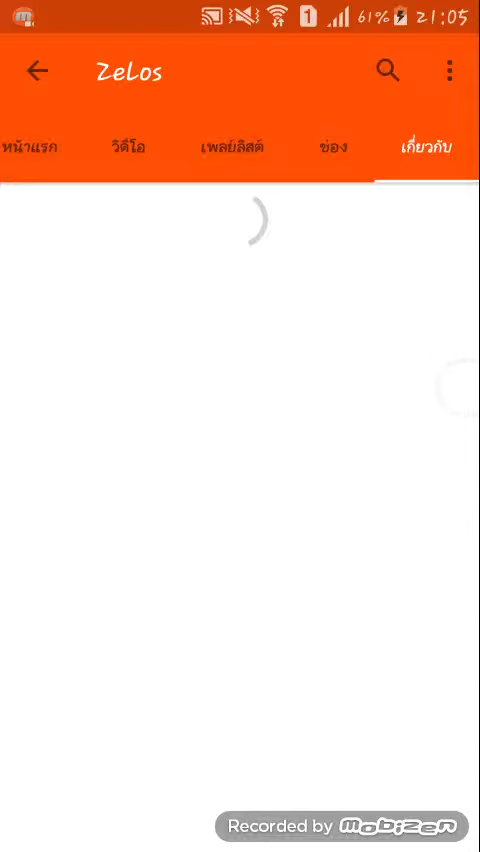 1 61% 21:05
ZeLos
หน้าแรก วิดีโอ เพลย์ลิสต์ ช่อง เกี่ยวกับ
Recorded by mobizen